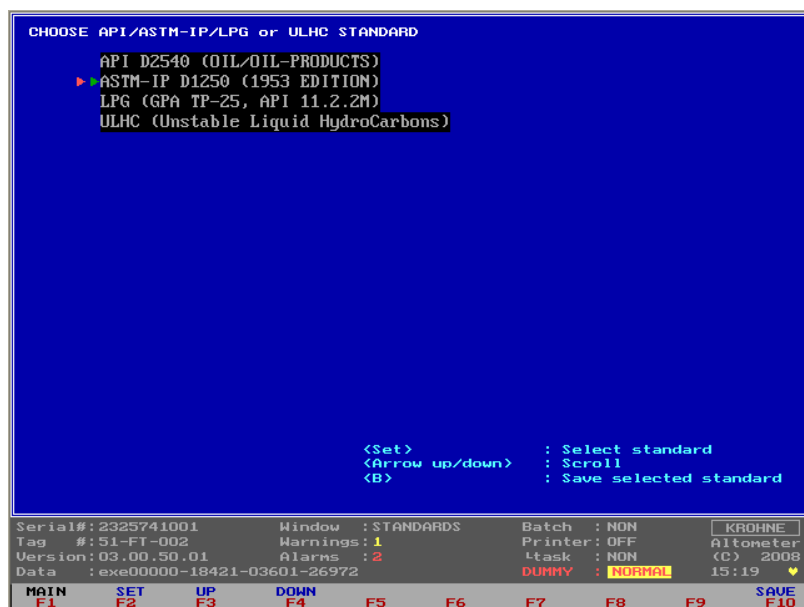 CHOOSE API/ASTM-IP/LPG or ULHC STANDARD
API D2540 (OIL/OIL-PRODUCTS)
ASTM-IP D1250 (1953 EDITION)
LPG (GPA TP-25, API 11.2.2M)
ULHC (Unstable Liquid HydroCarbons)
<Set> : Select standard
<Arrow up/down> : Scroll
<B> : Save selected standard
Serial#:2325741001 Window :STANDARDS Batch : NON KROHNE
Tag #:51-FT-002 Warnings:1 Printer: OFF Altometer
Version:03.00.50.01 Alarms :2 Ltask : NON (C) 2008
Data :exe00000-18421-03601-26972 DUMMY : NORMAL 15:19
MAIN SET UP DOWN SAVE
F1 F2 F3 F4 F5 F6 F7 F8 F9 F10